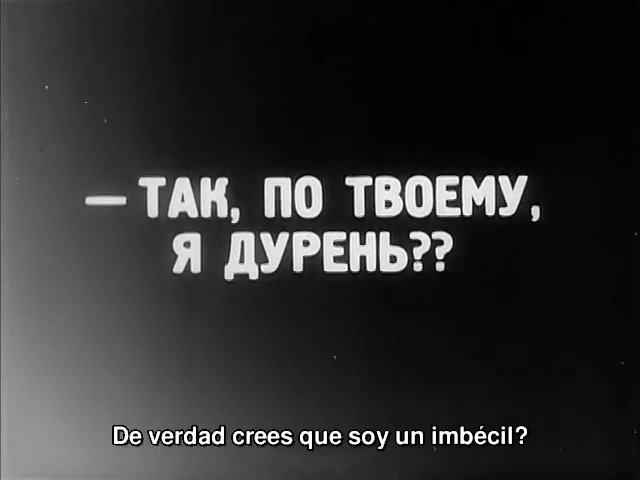 — ТАК, ПО ТВОЕМУ,
Я ДУРЕНЬ??
De verdad crees que soy un imbécil?